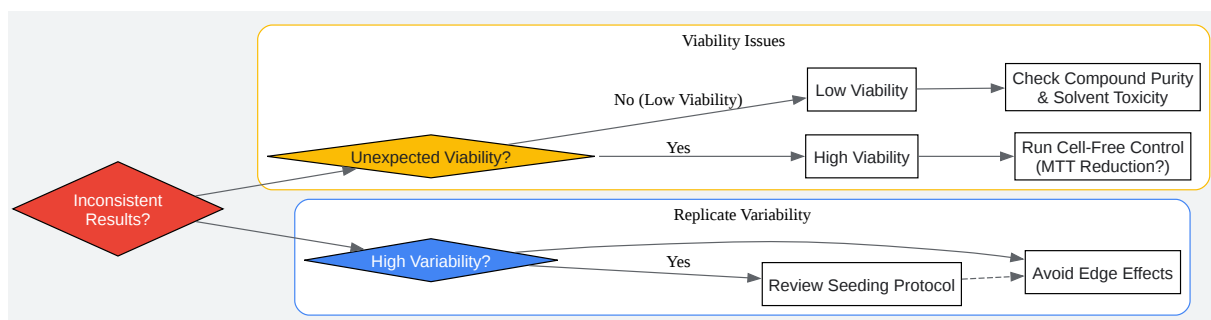 Viability Issues
No (Low Viability)
Low Viability
Check Compound Purity
& Solvent Toxicity
Unexpected Viability?
Yes
High Viability
Run Cell-Free Control
(MTT Reduction?)
Inconsistent
Results?
Replicate Variability
High Variability?
Yes
Review Seeding Protocol
Avoid Edge Effects